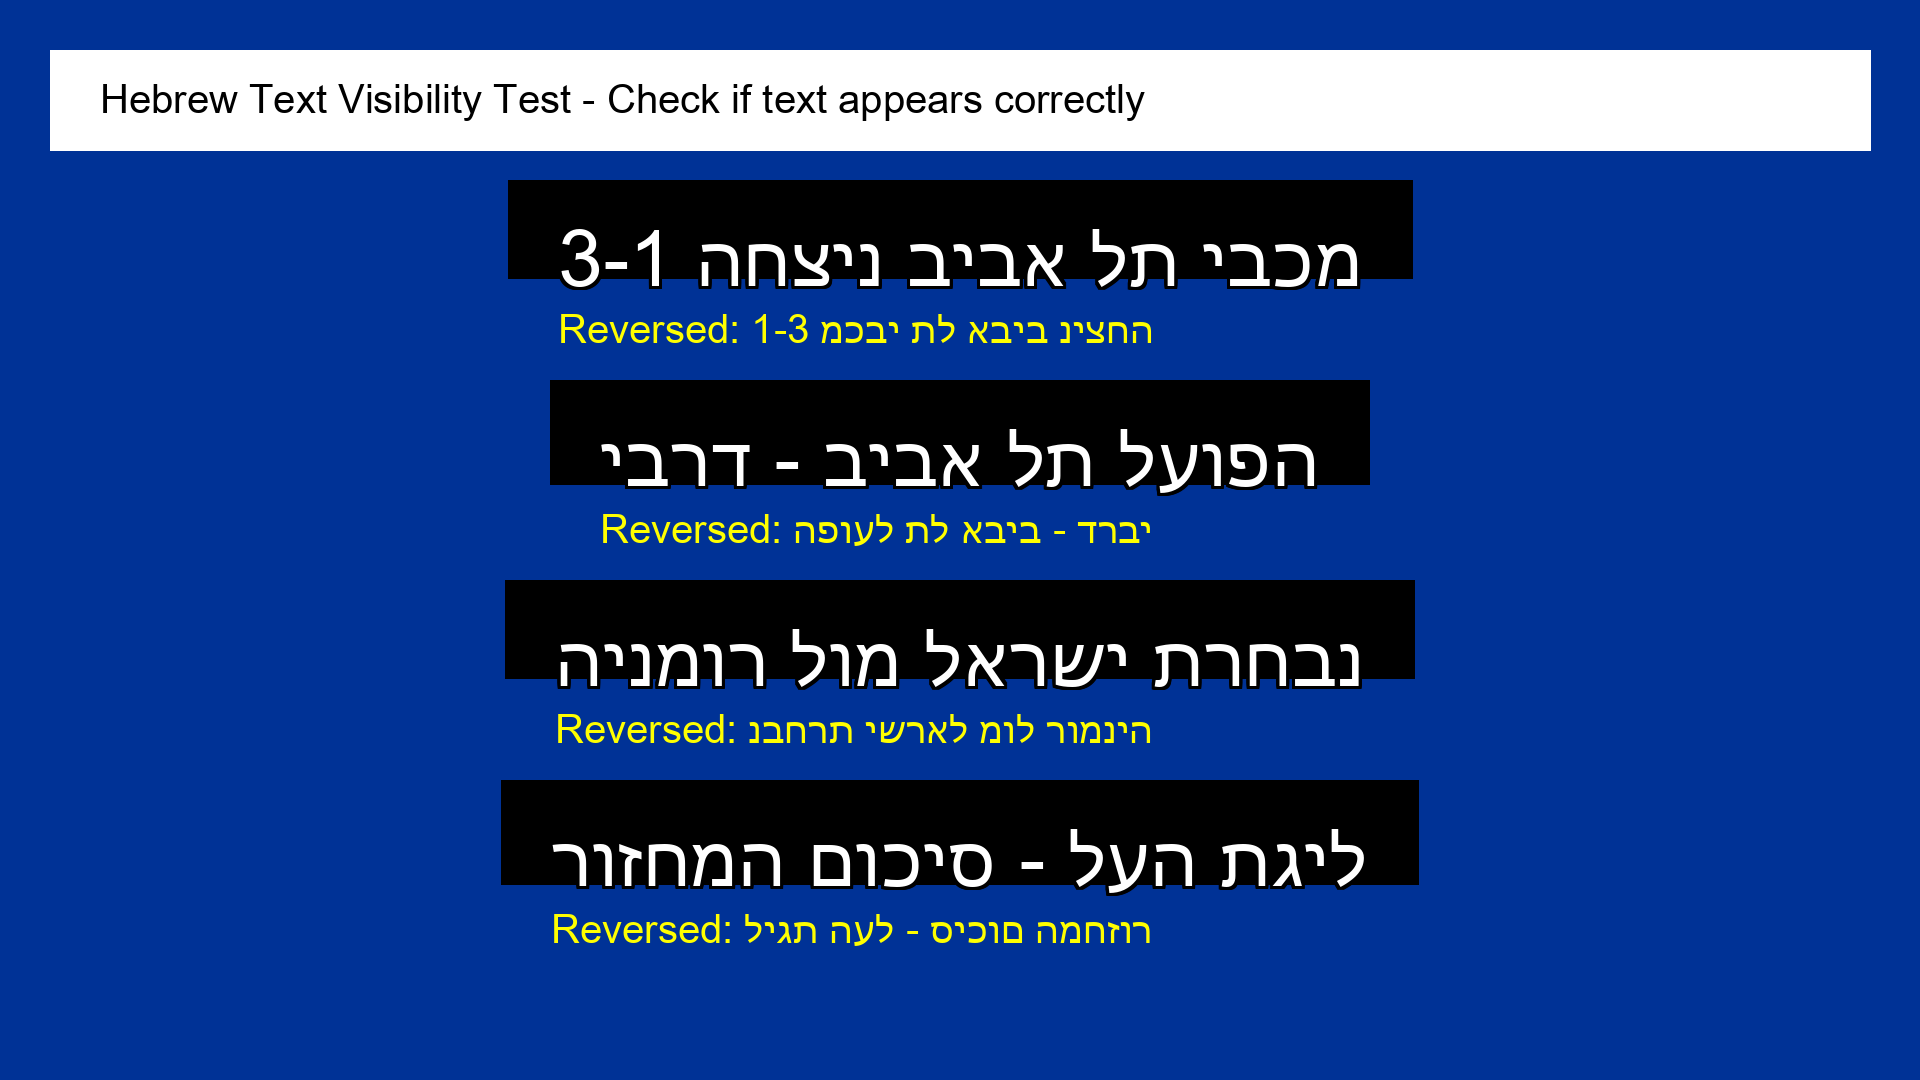 Hebrew Text Visibility Test - Check if text appears correctly
מכבי תל אביב ניצחה 3-1
Reversed: 1-3 החצינ ביבא לת יבכמ
הפועל תל אביב - דרבי
Reversed: יברד - ביבא לת לעופה
נבחרת ישראל מול רומניה
Reversed: הינמור לומ לארשי תרחבנ
ליגת העל - סיכום המחזור
Reversed: רוזחמה םוכיס - לעה תגיל